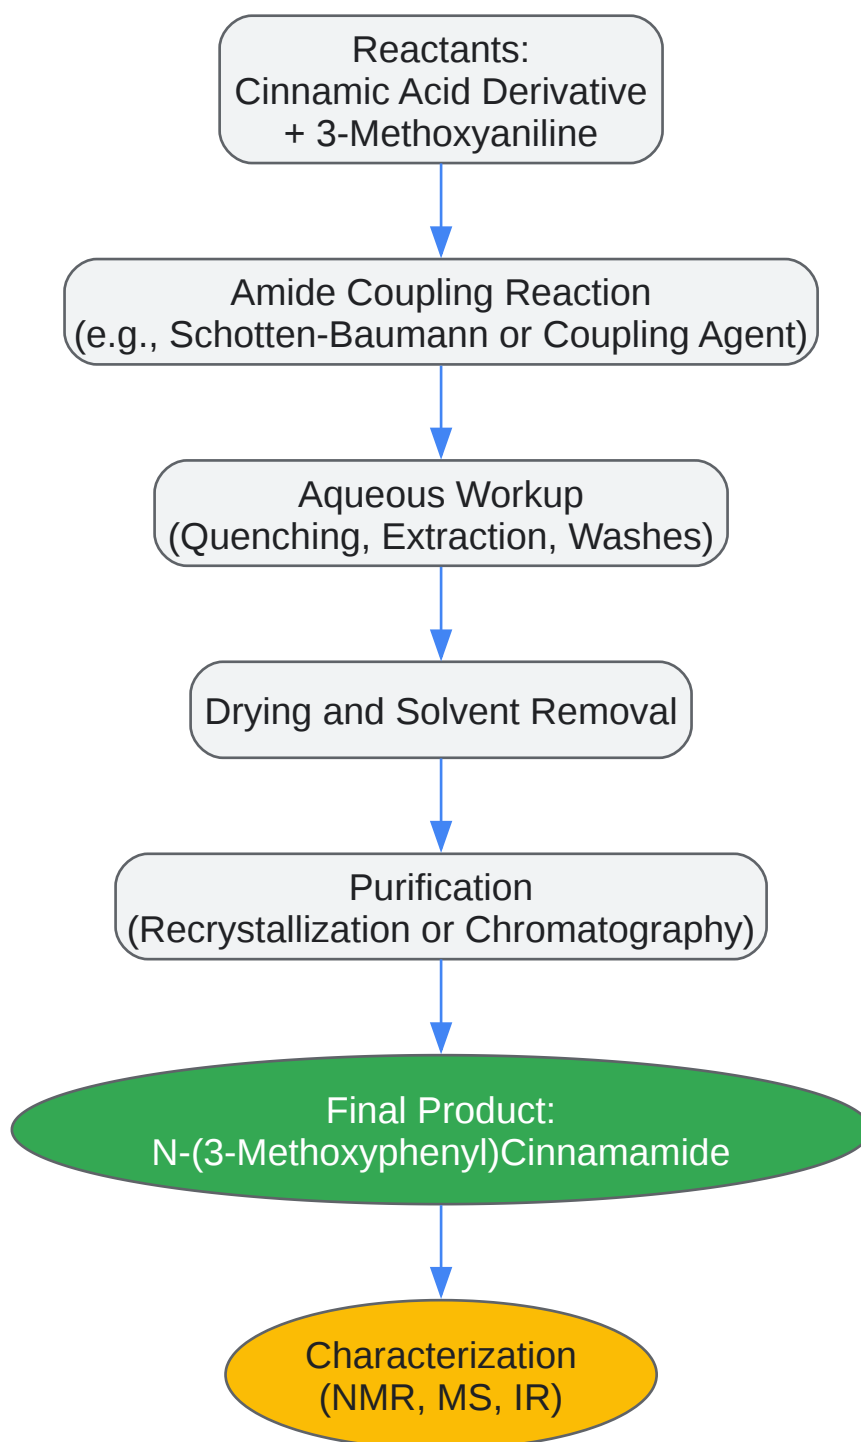 Reactants:
Cinnamic Acid Derivative
+ 3-Methoxyaniline
Amide Coupling Reaction
(e.g., Schotten-Baumann or Coupling Agent)
Aqueous Workup
(Quenching, Extraction, Washes)
Drying and Solvent Removal
Purification
(Recrystallization or Chromatography)
Final Product:
N-(3-Methoxyphenyl)Cinnamamide
Characterization
(NMR, MS, IR)